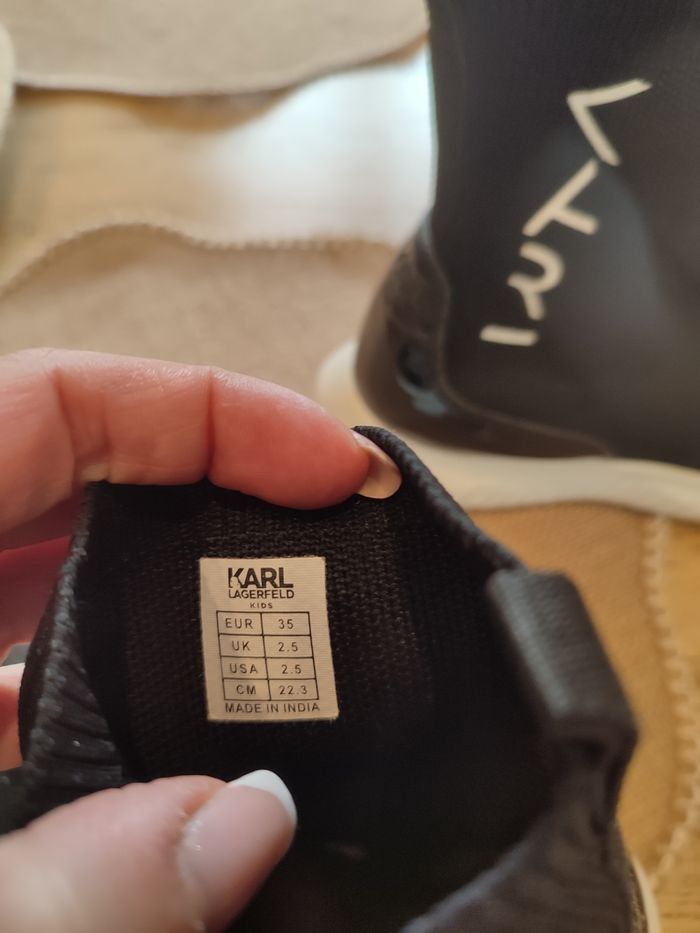 KARL
LAGERFELD
KIDS
EUR 35
UK 2.5
USA 2.5
CM 22.3
MADE IN INDIA